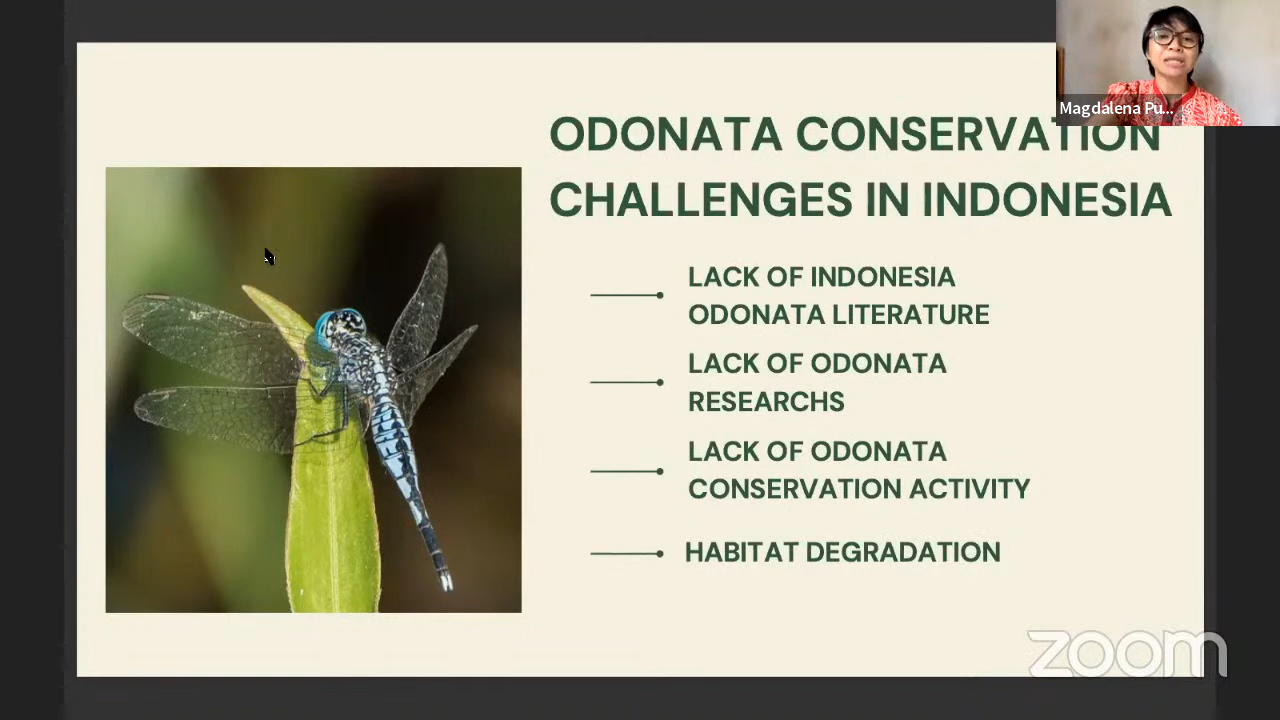 Magdalena Pu...
ODONATA CONSERVATION
CHALLENGES IN INDONESIA
LACK OF INDONESIA
ODONATA LITERATURE
LACK OF ODONATA
RESEARCHS
LACK OF ODONATA
CONSERVATION ACTIVITY
HABITAT DEGRADATION
zoom